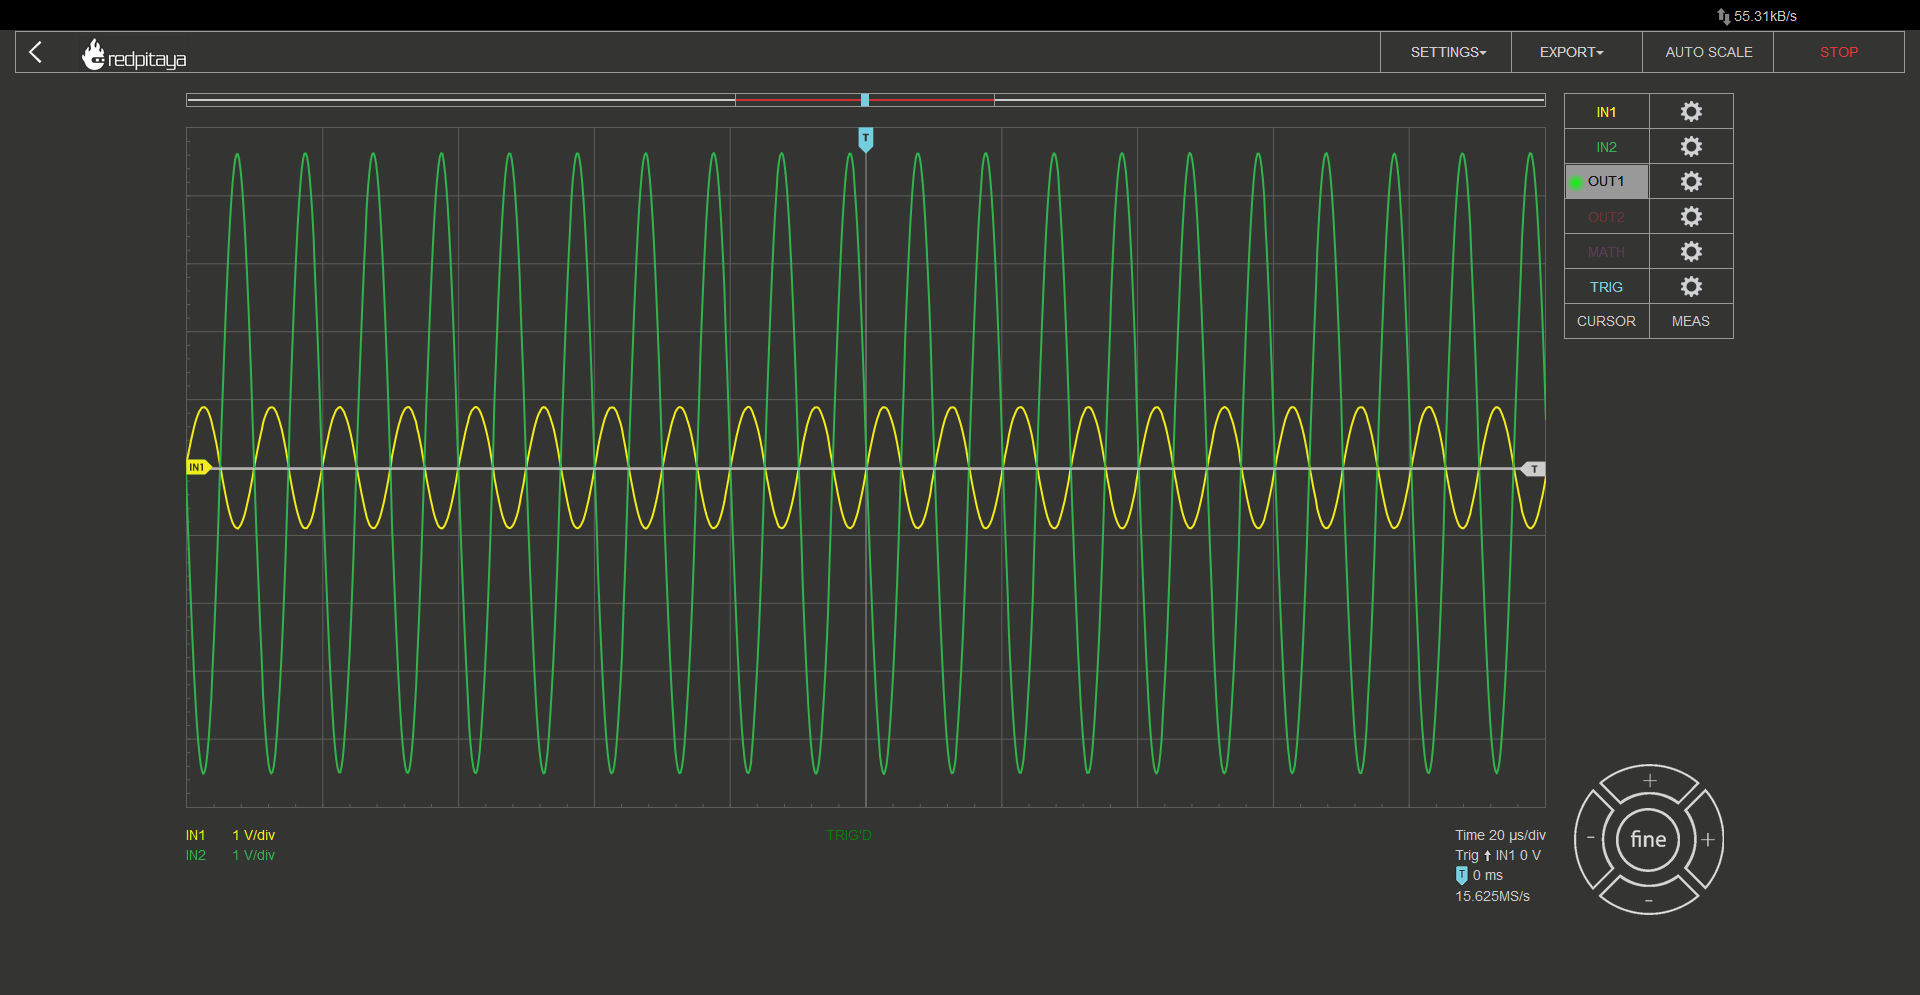 55.31kB/s
redpitaya
SETTINGS
EXPORT
AUTO SCALE
STOP
T
IN1
IN2
OUT1
OUT2
MATH
TRIG
CURSOR
MEAS
IN1
T
IN1 1 V/div
IN2 1 V/div
TRIG'D
Time 20 µs/div
Trig ↑ IN1 0 V
T 0 ms
15.625MS/s
+
- fine +
-